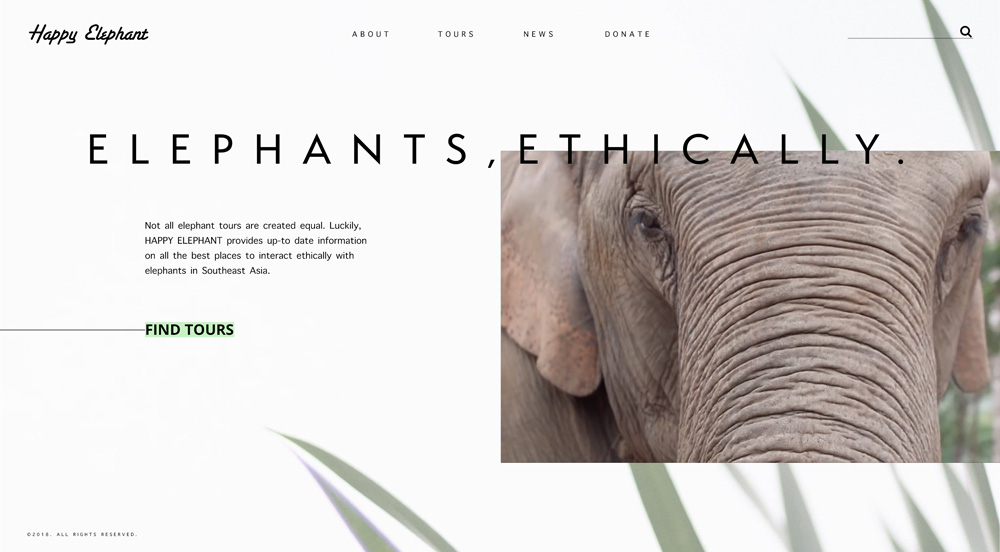 Happy Elephant
ABOUT TOURS NEWS DONATE
ELEPHANTS, ETHICALLY.
Not all elephant tours are created equal. Luckily,
HAPPY ELEPHANT provides up-to date information
on all the best places to interact ethically with
elephants in Southeast Asia.
FIND TOURS
©2018. ALL RIGHTS RESERVED.